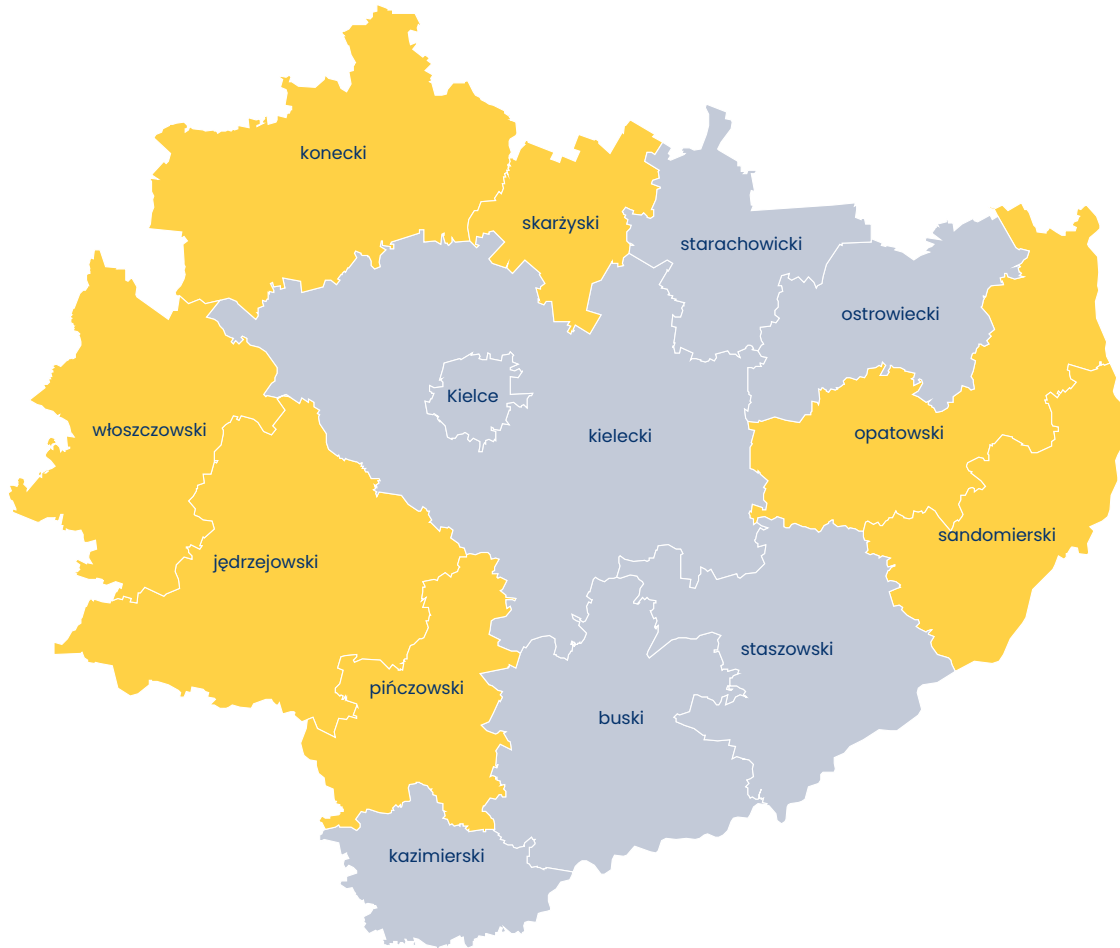 konecki
skarżyski
starachowicki
ostrowiecki
Kielce
włoszczowski
kielecki
opatowski
sandomierski
jędrzejowski
staszowski
pińczowski
buski
kazimierski